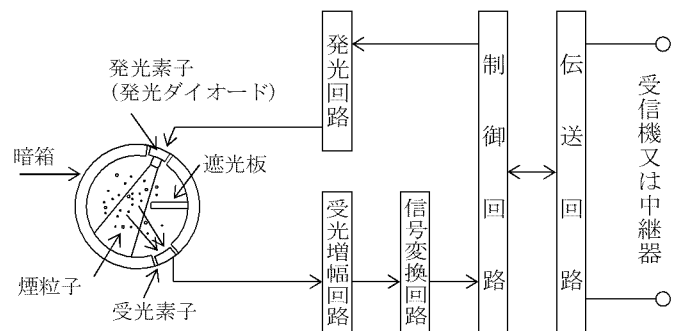 発光素子
(発光ダイオード)
暗箱
遮光板
煙粒子
受光素子
発光回路
受光増幅回路
信号変換回路
制御回路
伝送回路
受信機又は中継器